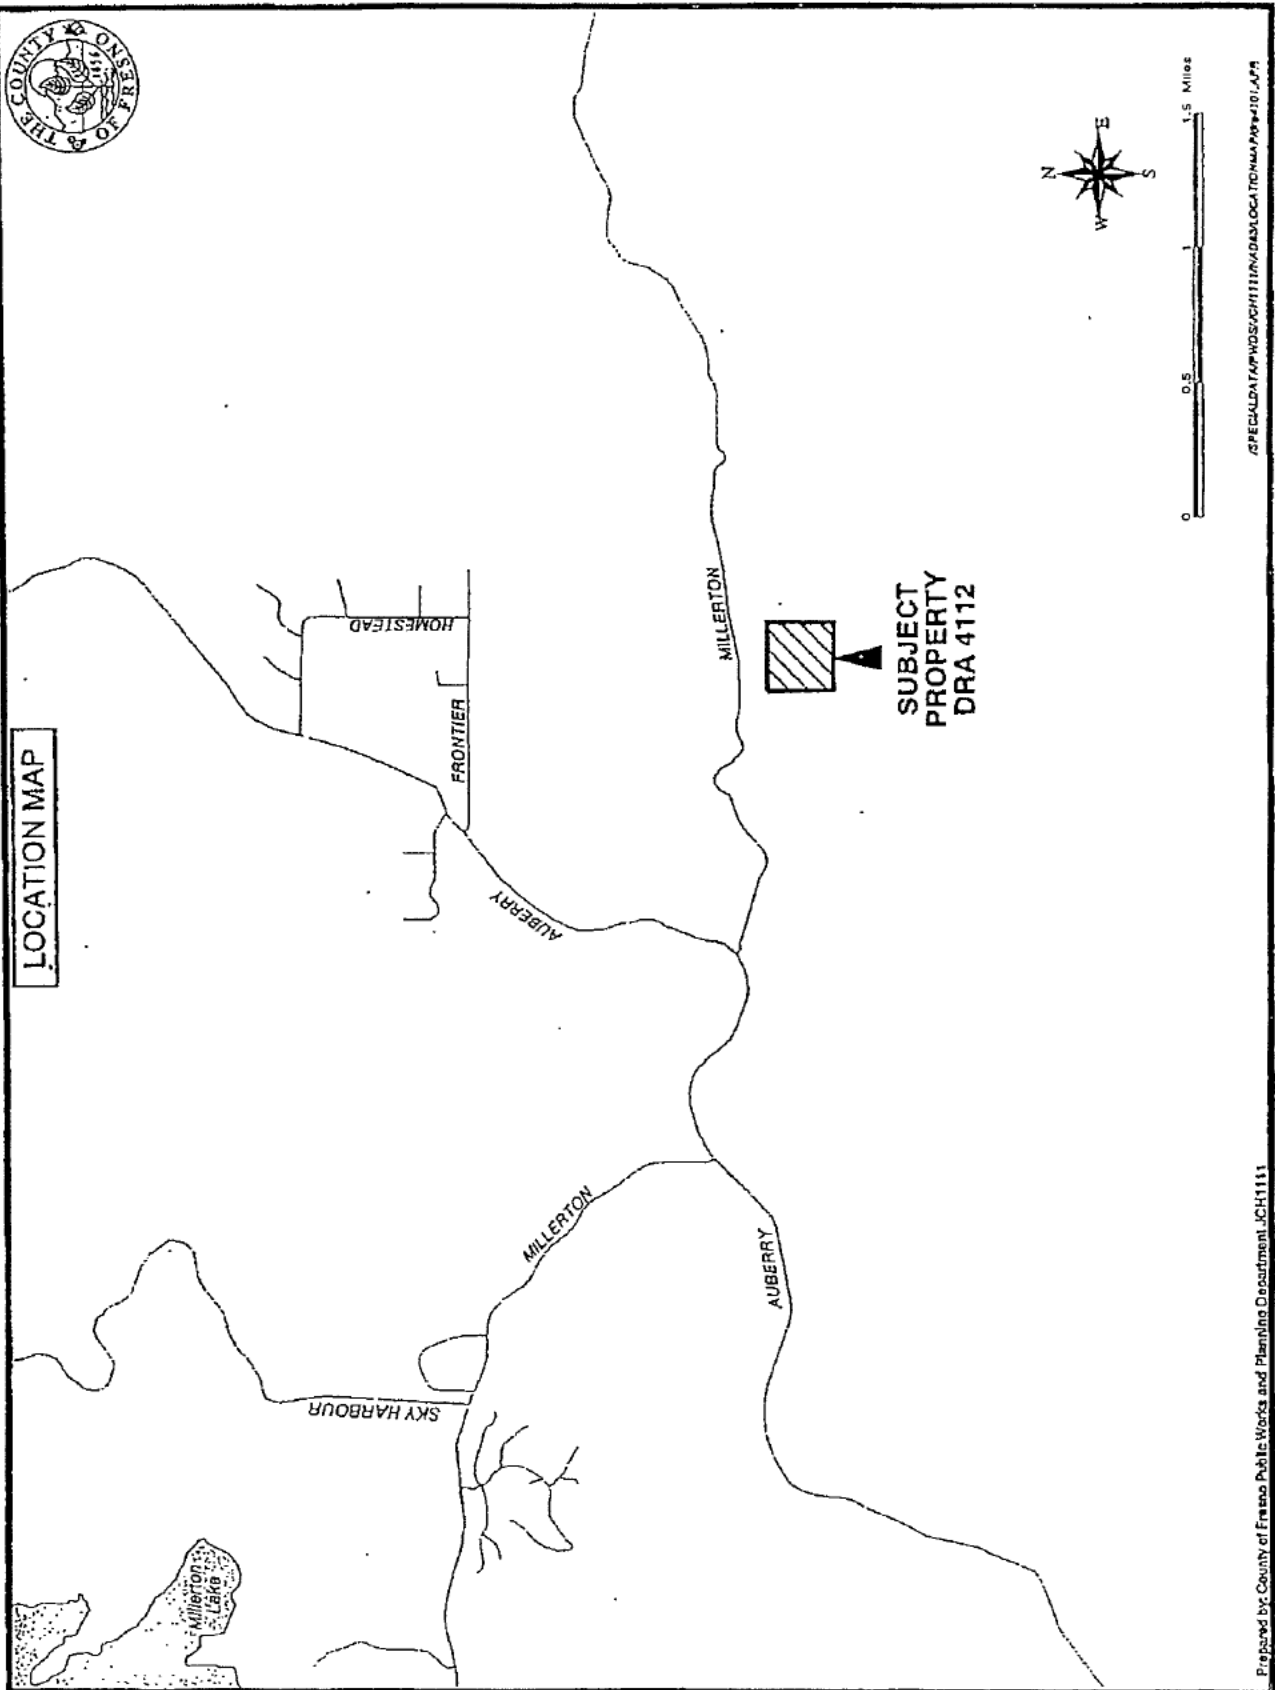 LOCATION MAP
THE COUNTY
OF FRESNO
1856
Millerton
Lake
SKY HARBOUR
MILLERTON
AUBERRY
AUBERRY
FRONTIER
HOMESTEAD
MILLERTON
SUBJECT
PROPERTY
DRA 4112
N
W
E
S
0
0.5
1
1.5 Miles
Prepared by: County of Fresno Public Works and Planning Department JCH1111